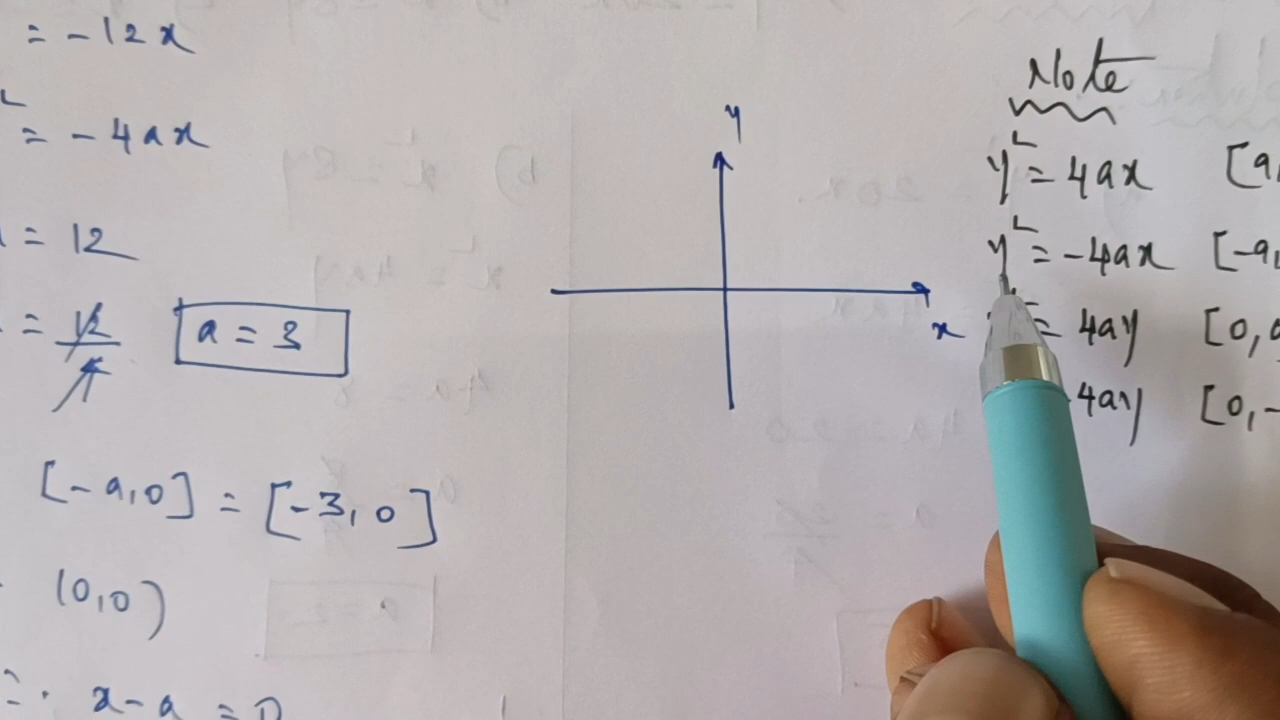 = -12x
² = -4ax
= 12
= 12/4
a = 3
[-a,0] = [-3,0]
(0,0)
x-a = 0
y
x
Note
y² = 4ax [a,
y² = -4ax [-a,
= 4ay [0,a
4ay [0,-